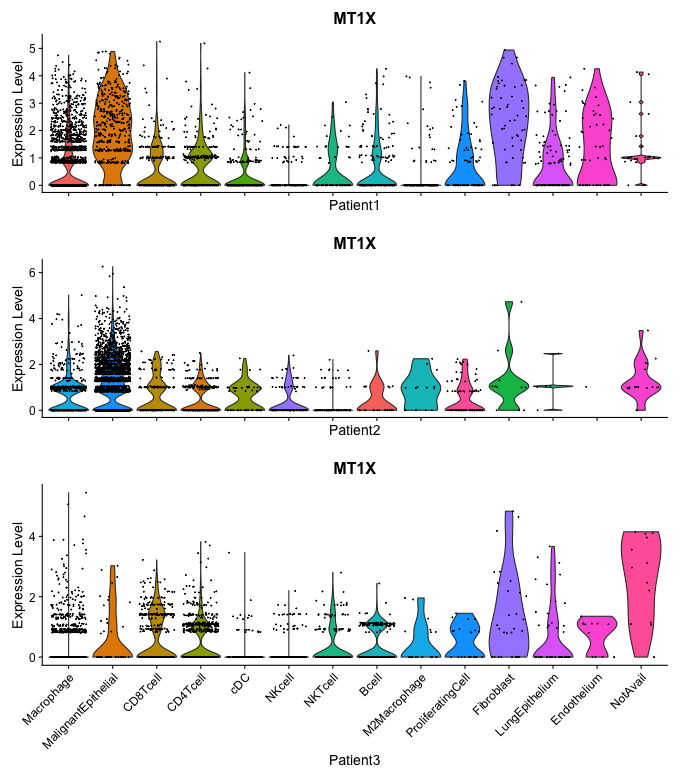 MT1X
Expression Level
5
4
3
2
1
0
Patient1
MT1X
Expression Level
6
4
2
0
Patient2
MT1X
Expression Level
4
2
0
Macrophage
MalignantEpithelial
CD8Tcell
CD4Tcell
cDC
NKcell
NKTcell
Bcell
M2Macrophage
ProliferatingCell
Fibroblast
LungEpithelium
Endothelium
NotAvail
Patient3